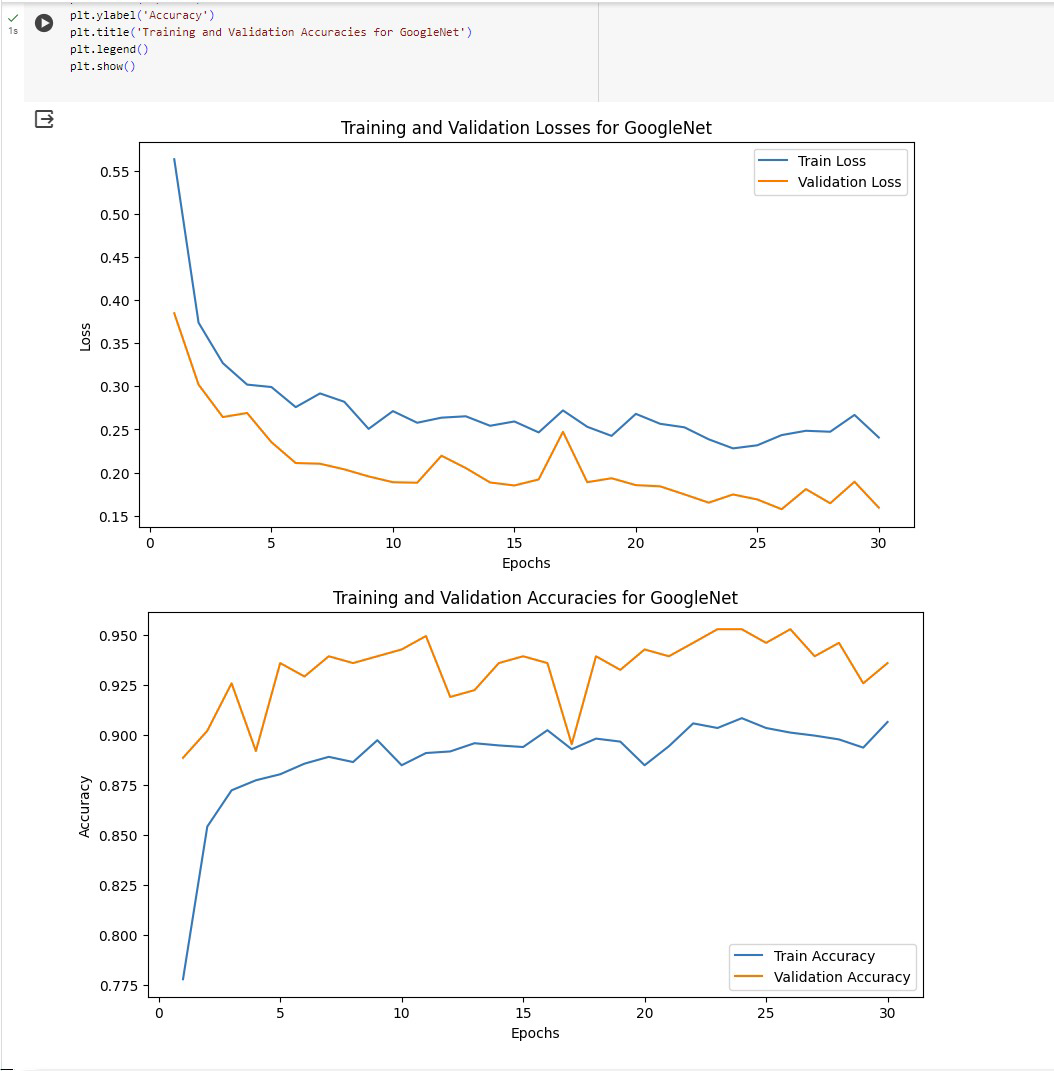 plt.ylabel('Accuracy')
1s
plt.title('Training and Validation Accuracies for GoogleNet')
plt.legend()
plt.show()
Training and Validation Losses for GoogleNet
Train Loss
Validation Loss
0.55
0.50
0.45
0.40
0.35
0.30
0.25
0.20
0.15
Loss
0 5 10 15 20 25 30
Epochs
Training and Validation Accuracies for GoogleNet
0.950
0.925
0.900
0.875
0.850
0.825
0.800
0.775
Accuracy
Train Accuracy
Validation Accuracy
0 5 10 15 20 25 30
Epochs